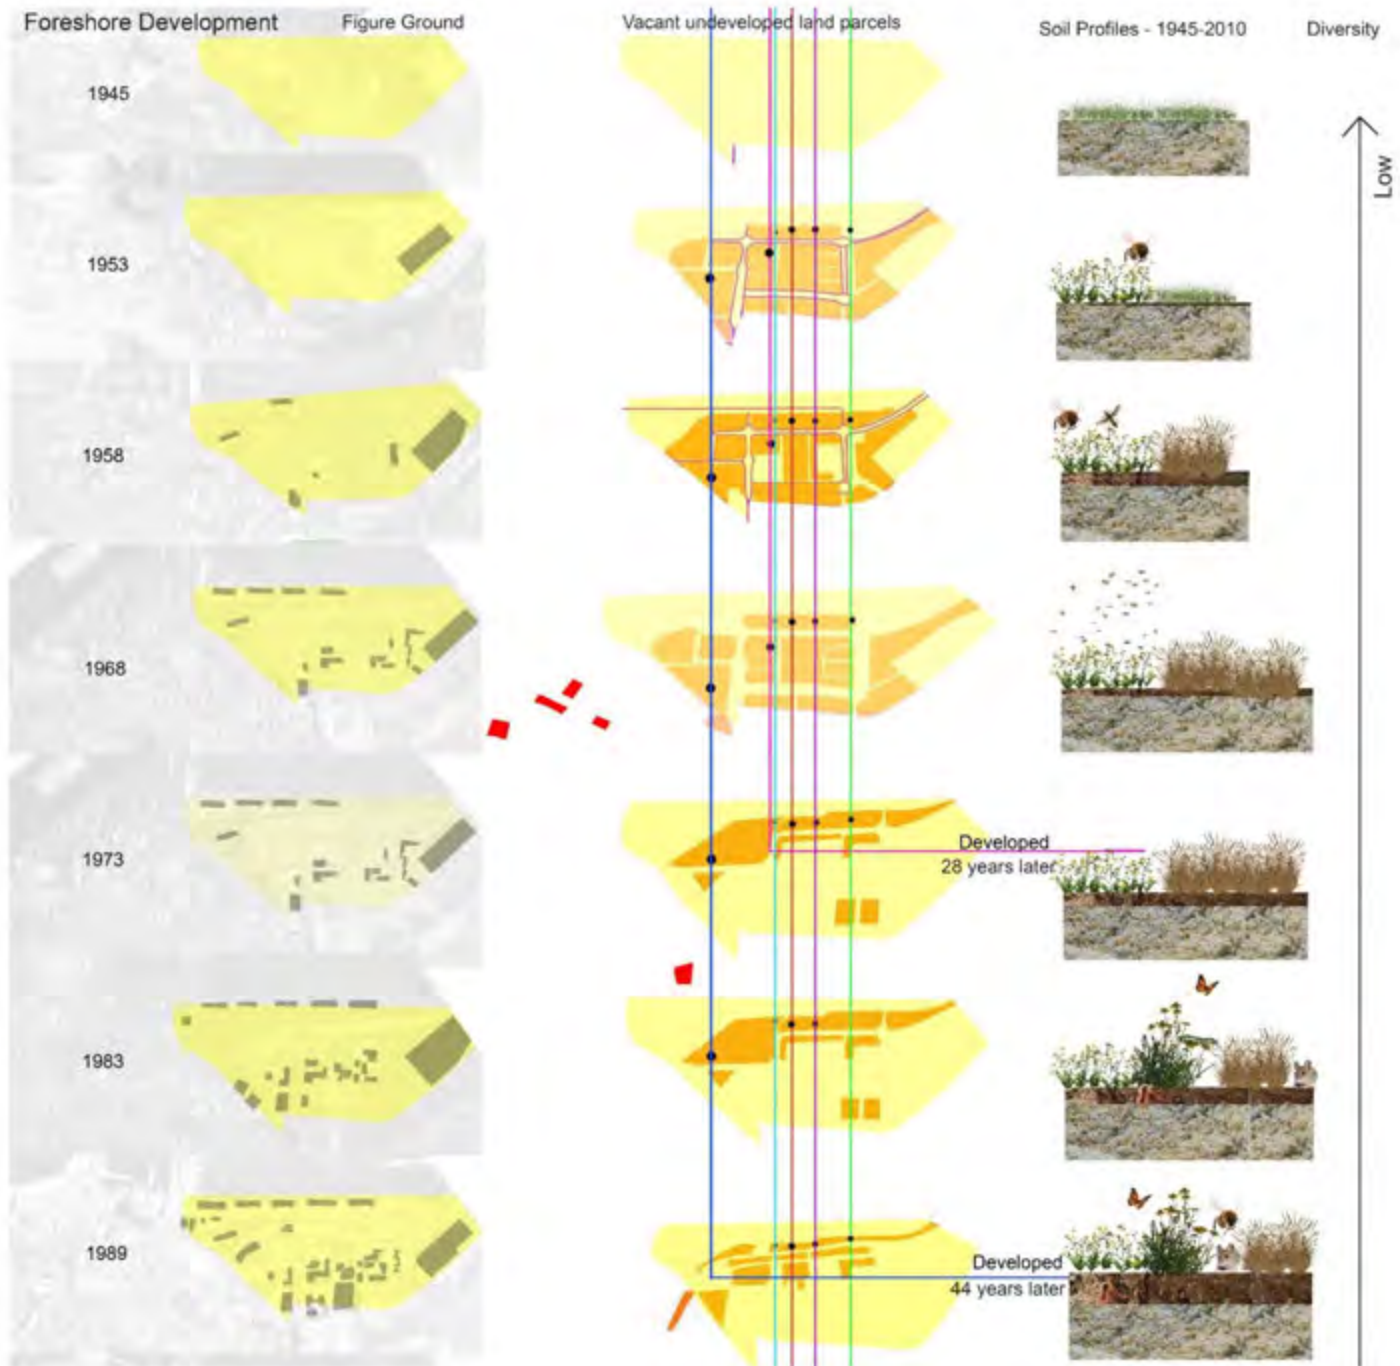 Foreshore Development
Figure Ground
Vacant undeveloped land parcels
Soil Profiles - 1945-2010
Diversity
1945
Low
1953
1958
1968
1973
Developed
28 years later
1983
1989
Developed
44 years later